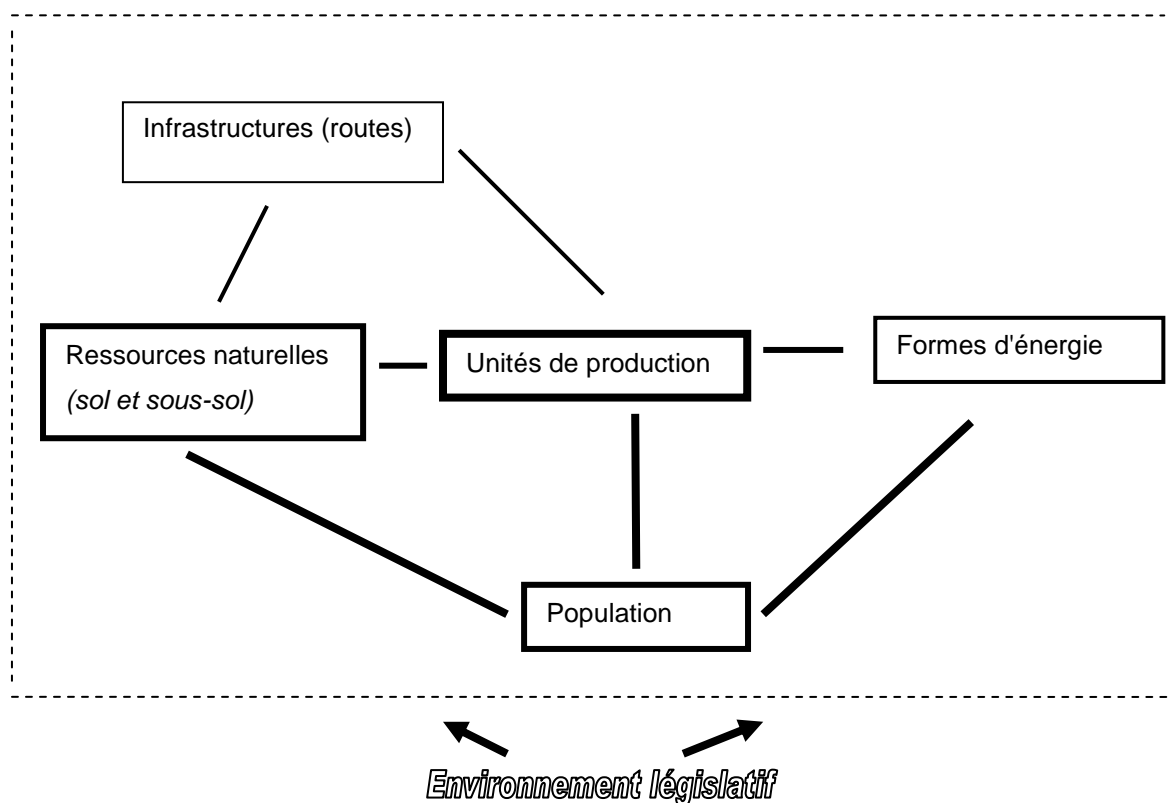 Infrastructures (routes)
Ressources naturelles
(sol et sous-sol)
Unités de production
Formes d'énergie
Population
Environnement législatif